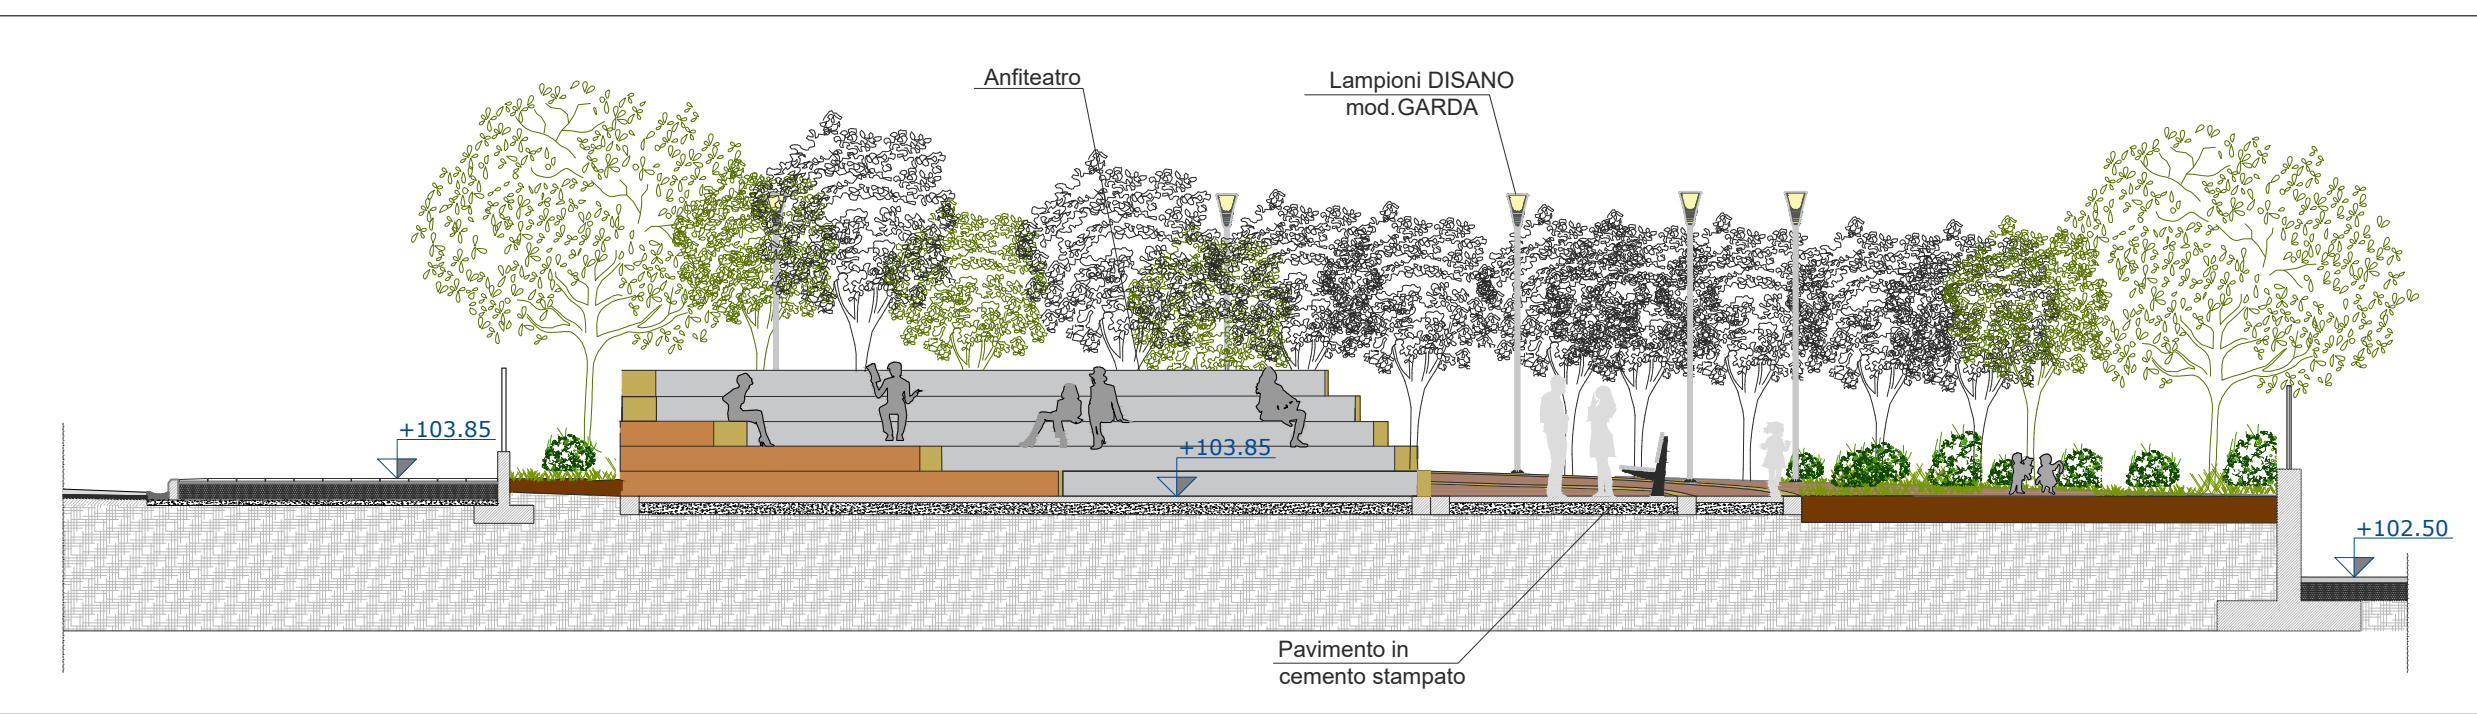 Anfiteatro
Lampioni DISANO
mod.GARDA
+103.85
+103.85
+102.50
Pavimento in
cemento stampato